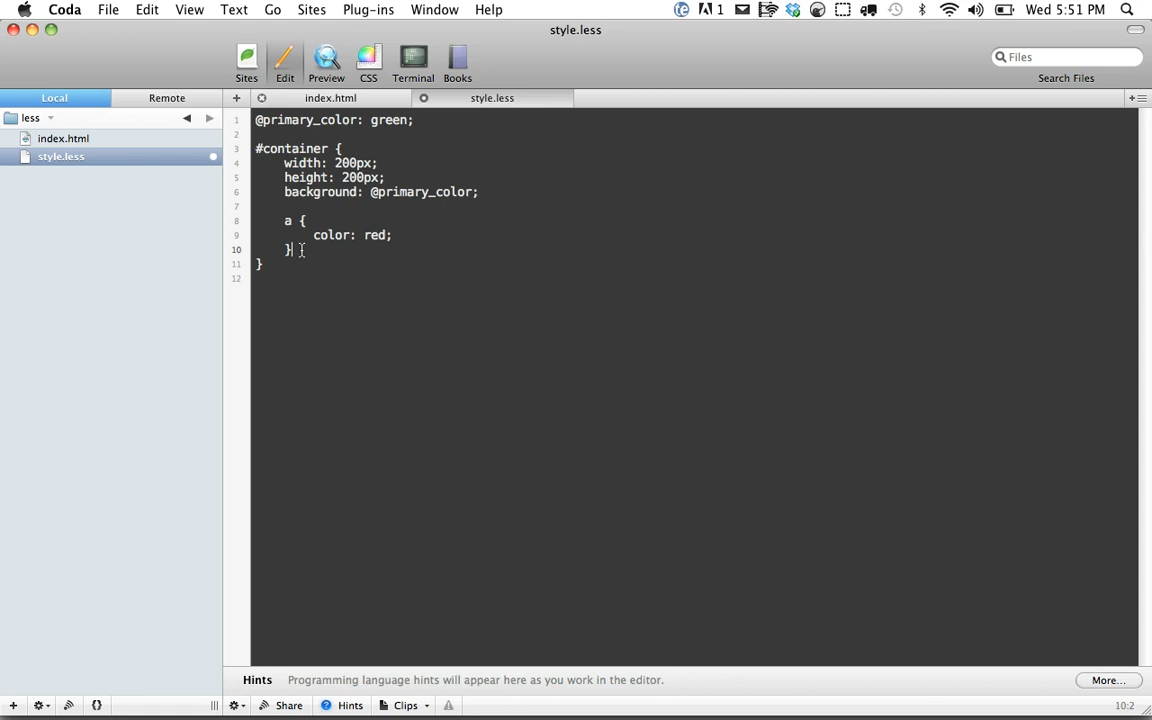 Coda File Edit View Text Go Sites Plug-ins Window Help 1 Wed 5:51 PM
style.less
Sites Edit Preview CSS Terminal Books
Files
Search Files
Local Remote + index.html style.less
less
index.html
style.less
1 @primary_color: green;
2
3 #container {
4 width: 200px;
5 height: 200px;
6 background: @primary_color;
7
8 a {
9 color: red;
10 }
11 }
12
Hints Programming language hints will appear here as you work in the editor. More...
+ {} Share ? Hints Clips 10:2